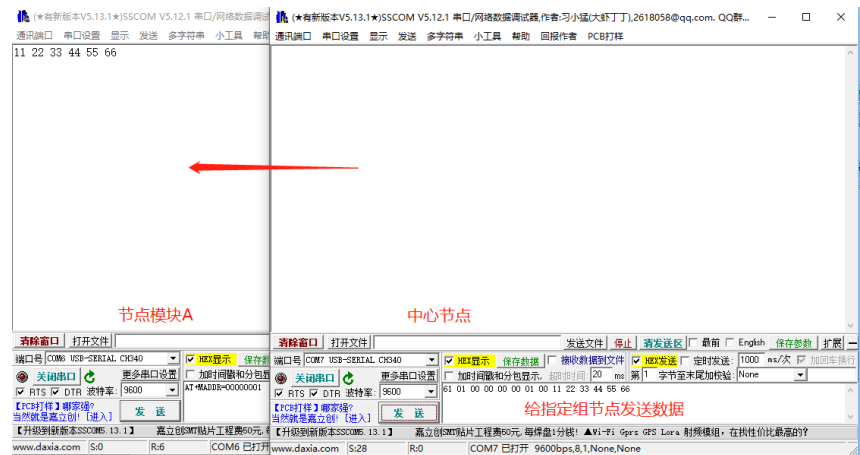 (★有新版本V5.13.1★)SSCOM V5.12.1 串口/网络数据调试
(★有新版本V5.13.1★)SSCOM V5.12.1 串口/网络数据调试器,作者:习小猛(大虾丁丁),2618058@qq.com. QQ群...
通讯端口 串口设置 显示 发送 多字符串 小工具 帮助
通讯端口 串口设置 显示 发送 多字符串 小工具 帮助 回报作者 PCB打样
11 22 33 44 55 66
节点模块A
中心节点
清除窗口 打开文件
清除窗口 打开文件 发送文件 停止 清发送区 最前 English 保存参数 扩展
端口号 COM6 USB-SERIAL CH340 HEX显示 保存数
端口号 COM7 USB-SERIAL CH340 HEX显示 保存数据 接收数据到文件 HEX发送 定时发送: 1000 ms/次 加回车换行
关闭串口 更多串口设置 加时间戳和分包显
关闭串口 更多串口设置 加时间戳和分包显示, 超时时间: 20 ms 第 1 字节至末尾加校验: None
RTS DTR 波特率: 9600
AT+MADDR=00000001
RTS DTR 波特率: 9600
61 01 00 00 00 00 01 00 11 22 33 44 55 66
给指定组节点发送数据
【PCB打样】哪家强?
当然就是嘉立创!【进入】
发 送
【PCB打样】哪家强?
当然就是嘉立创!【进入】
发 送
【升级到新版本SSCOM5.13.1】 嘉立创SMT贴片工程费50元,
【升级到新版本SSCOM5.13.1】 嘉立创SMT贴片工程费50元,每焊盘1分钱! ▲Wi-Fi Gprs GPS Lora 射频模组，在找性价比最高的?
www.daxia.com S:0 R:6 COM6 已打开
www.daxia.com S:28 R:0 COM7 已打开 9600bps,8,1,None,None